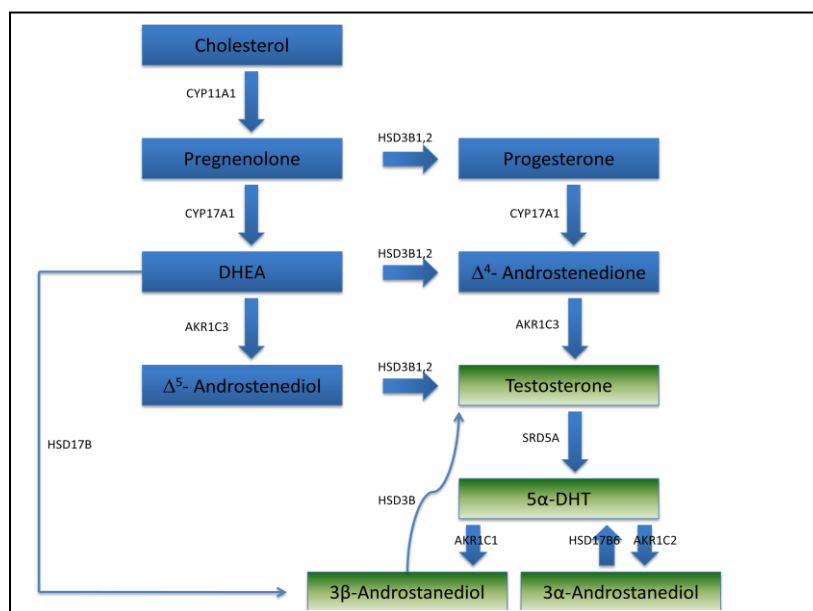 Cholesterol
CYP11A1
HSD3B1,2
Pregnenolone
Progesterone
CYP17A1
CYP17A1
HSD3B1,2
DHEA
Δ⁴- Androstenedione
AKR1C3
AKR1C3
HSD3B1,2
Δ⁵- Androstenediol
Testosterone
HSD17B
SRD5A
HSD3B
5α-DHT
AKR1C1
HSD17B6
AKR1C2
3β-Androstanediol
3α-Androstanediol